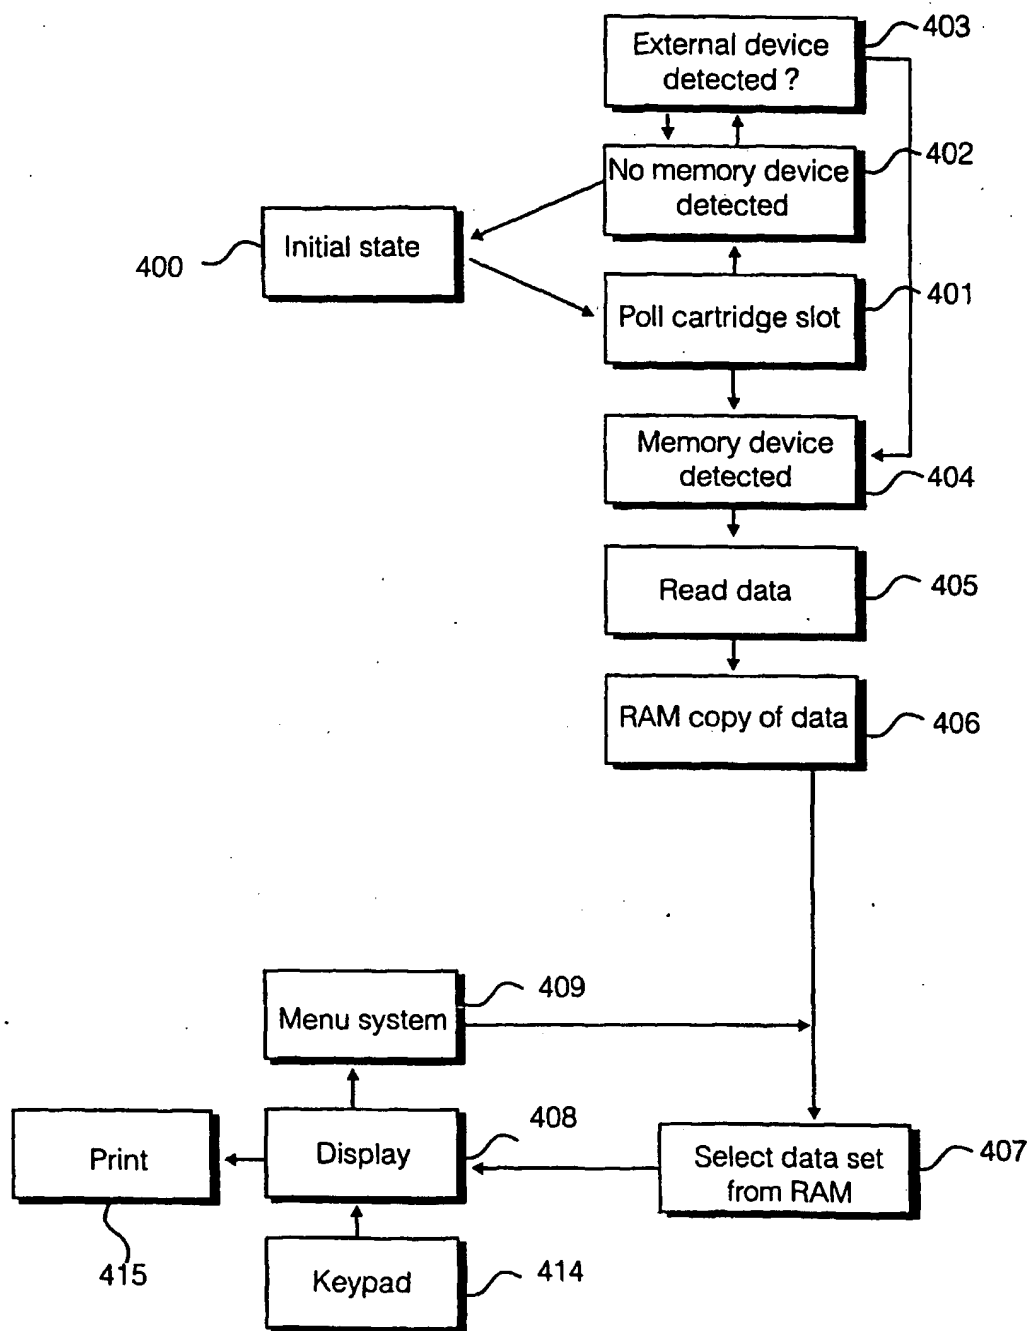 External device
detected ?
403
No memory device
detected
402
Initial state
400
Poll cartridge slot
401
Memory device
detected
404
Read data
405
RAM copy of data
406
Menu system
409
Print
415
Display
408
Select data set
from RAM
407
Keypad
414